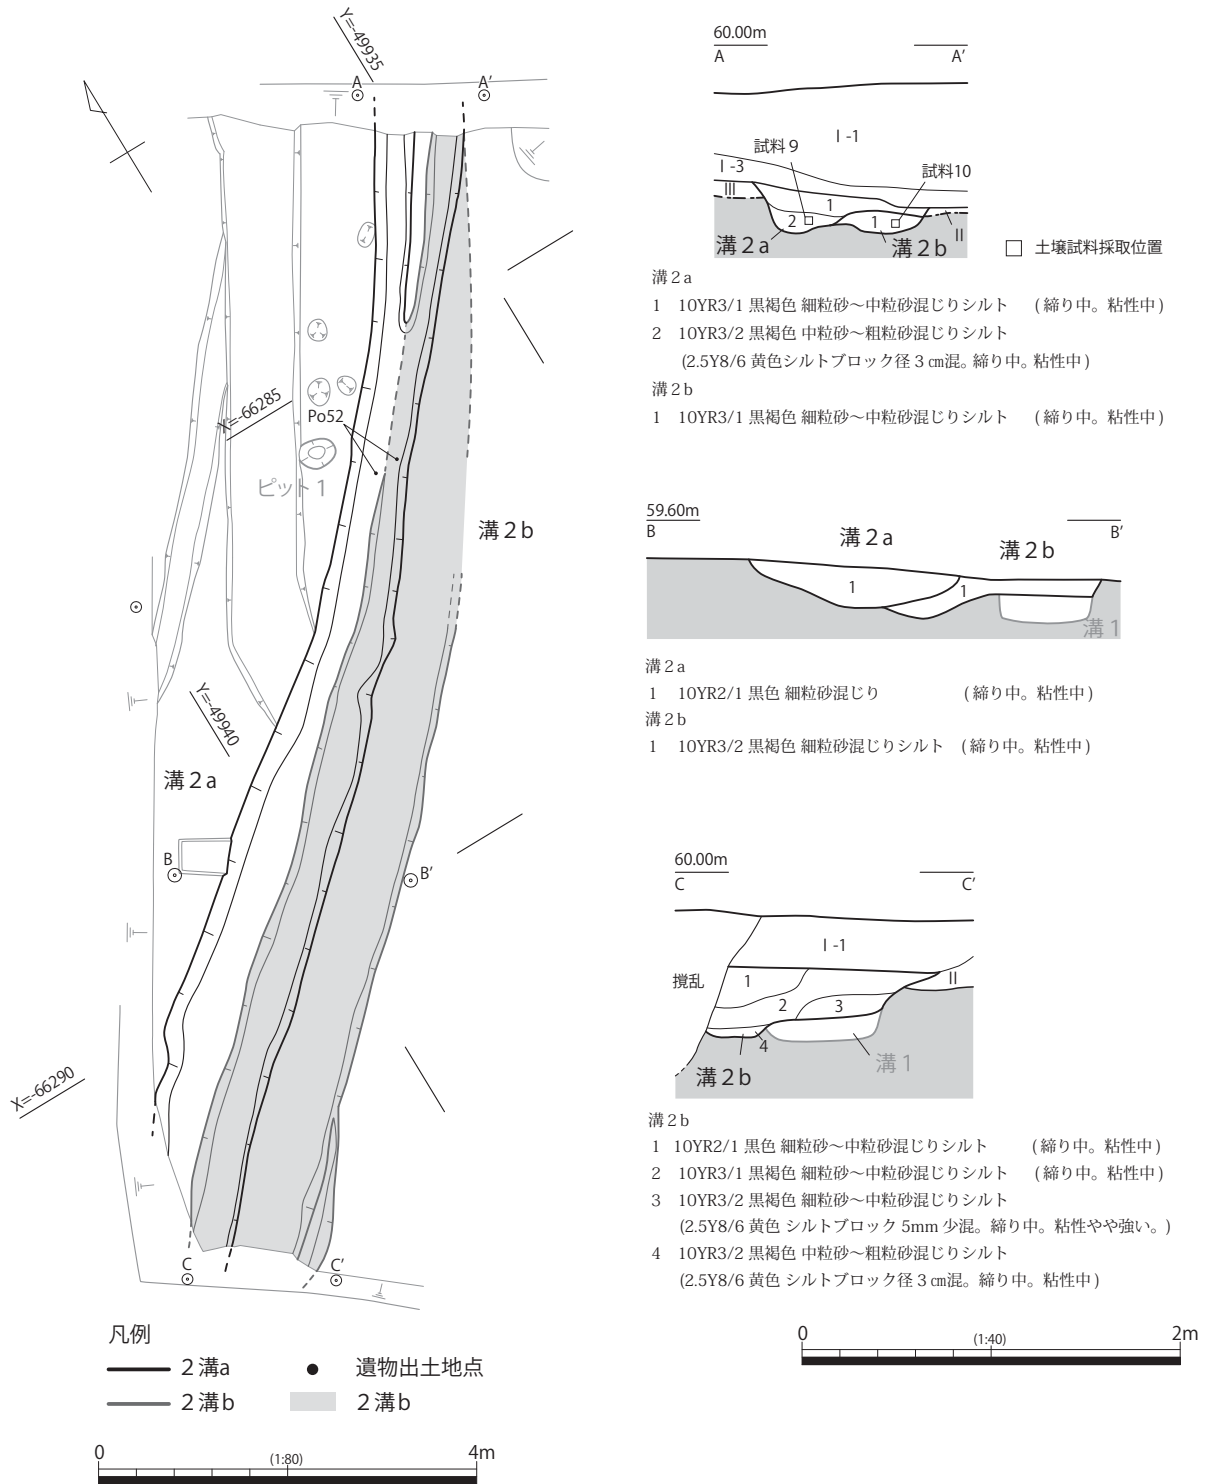 Y=-49935
A
A′
X=-66285
Po52
ピット1
溝２b
Y=-49940
溝２a
B
B′
X=-66290
C
C′
凡例
２溝a
遺物出土地点
２溝b
２溝b
0
(1:80)
4m
60.00m
A
A′
Ⅰ-1
試料９
試料10
Ⅰ-3
Ⅲ
1
2
1
Ⅱ
溝２a
溝２b
土壌試料採取位置
溝２a
1 10YR3/1 黒褐色 細粒砂～中粒砂混じりシルト (締り中。粘性中)
2 10YR3/2 黒褐色 中粒砂～粗粒砂混じりシルト
(2.5Y8/6 黄色シルトブロック径３㎝混。締り中。粘性中)
溝２b
1 10YR3/1 黒褐色 細粒砂～中粒砂混じりシルト (締り中。粘性中)
59.60m
B
B′
溝２a
溝２b
1
1
溝１
溝２a
1 10YR2/1 黒色 細粒砂混じり (締り中。粘性中)
溝２b
1 10YR3/2 黒褐色 細粒砂混じりシルト (締り中。粘性中)
60.00m
C
C′
Ⅰ-1
撹乱
1
2
3
Ⅱ
4
溝２b
溝１
溝２b
1 10YR2/1 黒色 細粒砂～中粒砂混じりシルト (締り中。粘性中)
2 10YR3/1 黒褐色 細粒砂～中粒砂混じりシルト (締り中。粘性中)
3 10YR3/2 黒褐色 細粒砂～中粒砂混じりシルト
(2.5Y8/6 黄色 シルトブロック 5mm 少混。締り中。粘性やや強い。)
4 10YR3/2 黒褐色 中粒砂～粗粒砂混じりシルト
(2.5Y8/6 黄色 シルトブロック径３㎝混。締り中。粘性中)
0
(1:40)
2m